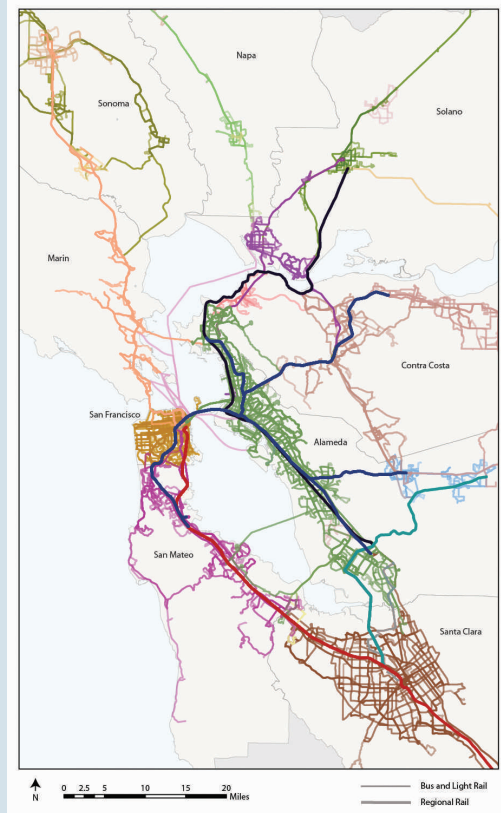 Napa
Sonoma
Solano
Marin
Contra Costa
San Francisco
Alameda
San Mateo
Santa Clara
N
0 2.5 5 10 15 20
Miles
Bus and Light Rail
Regional Rail